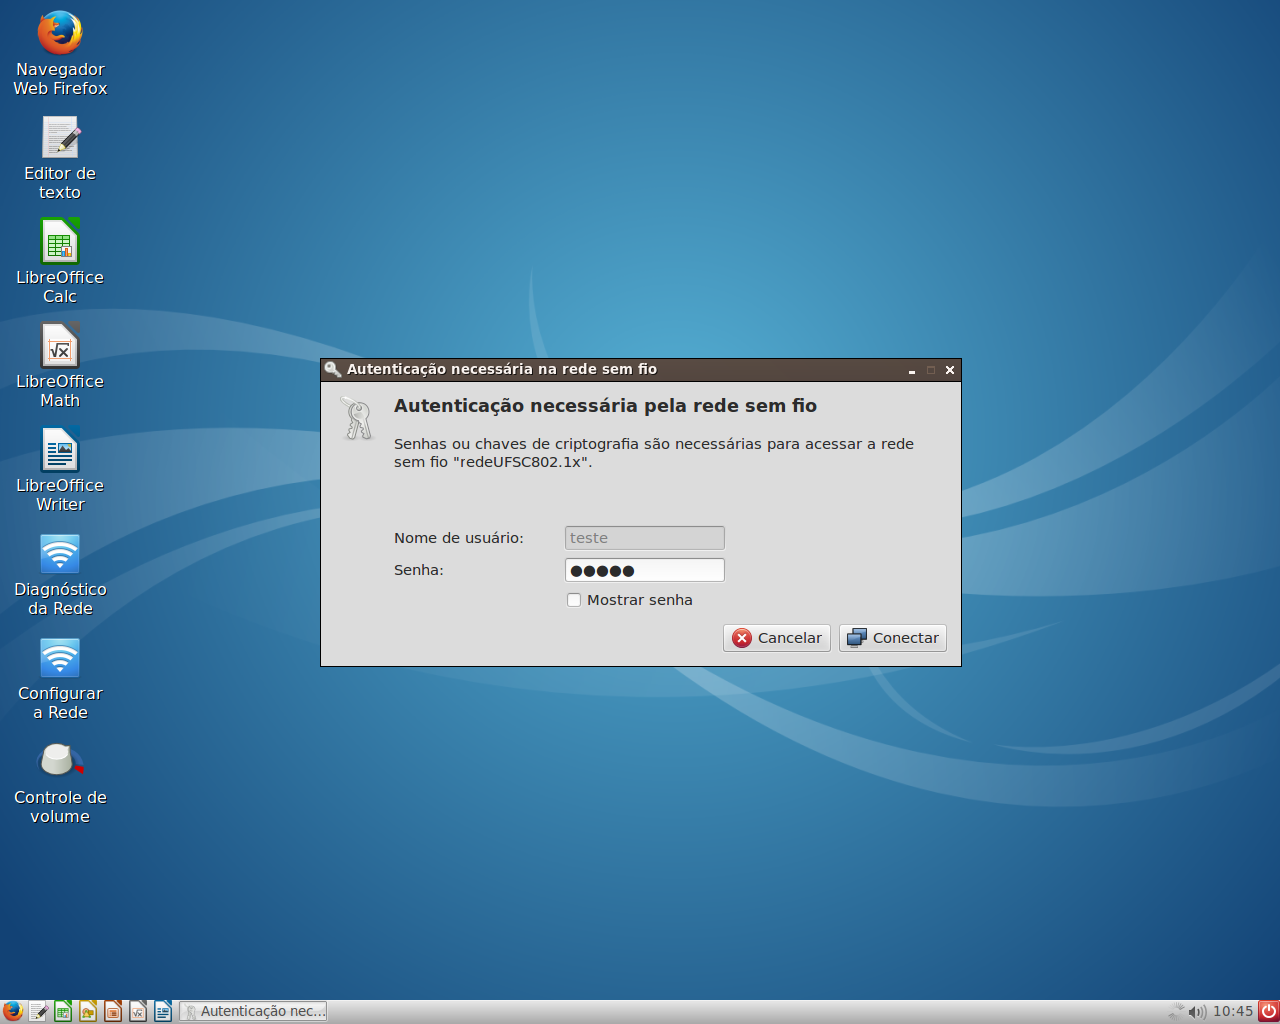 Navegador
Web Firefox
Editor de
texto
LibreOffice
Calc
LibreOffice
Math
LibreOffice
Writer
Diagnóstico
da Rede
Configurar
a Rede
Controle de
volume
Autenticação necessária na rede sem fio
Autenticação necessária pela rede sem fio
Senhas ou chaves de criptografia são necessárias para acessar a rede
sem fio "redeUFSC802.1x".
Nome de usuário: teste
Senha: ●●●●●
Mostrar senha
Cancelar Conectar
Autenticação nec... 10:45